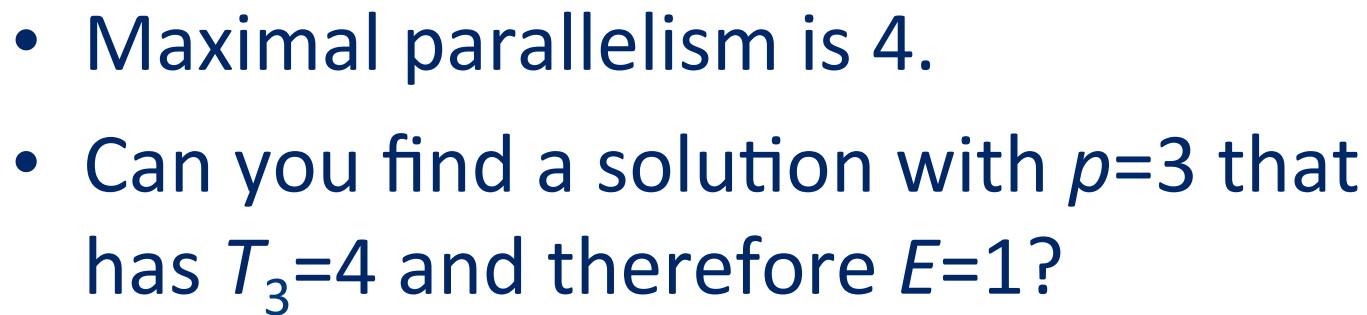 • Maximal parallelism is 4.
• Can you find a solution with p=3 that
has T₃=4 and therefore E=1?